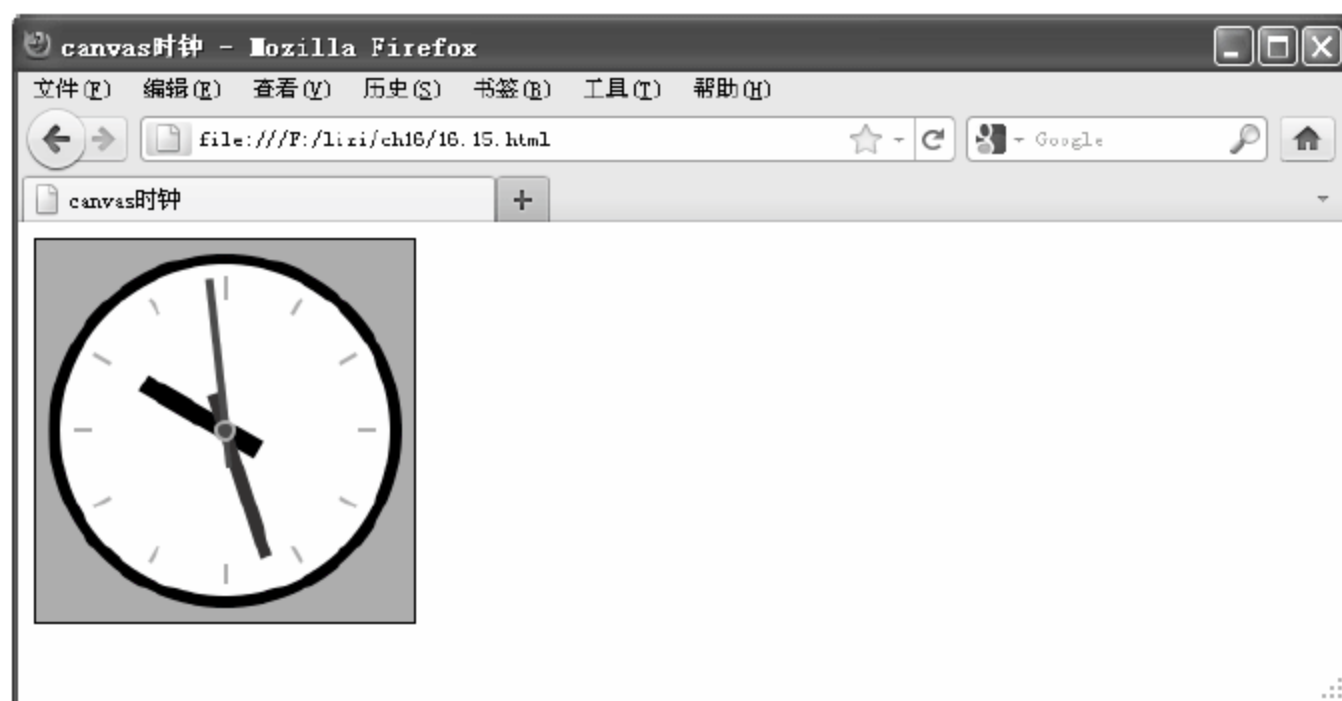 canvas时钟 - Mozilla Firefox
文件(F) 编辑(E) 查看(V) 历史(S) 书签(B) 工具(T) 帮助(H)
file:///F:/lizi/ch16/16.15.html Google
canvas时钟